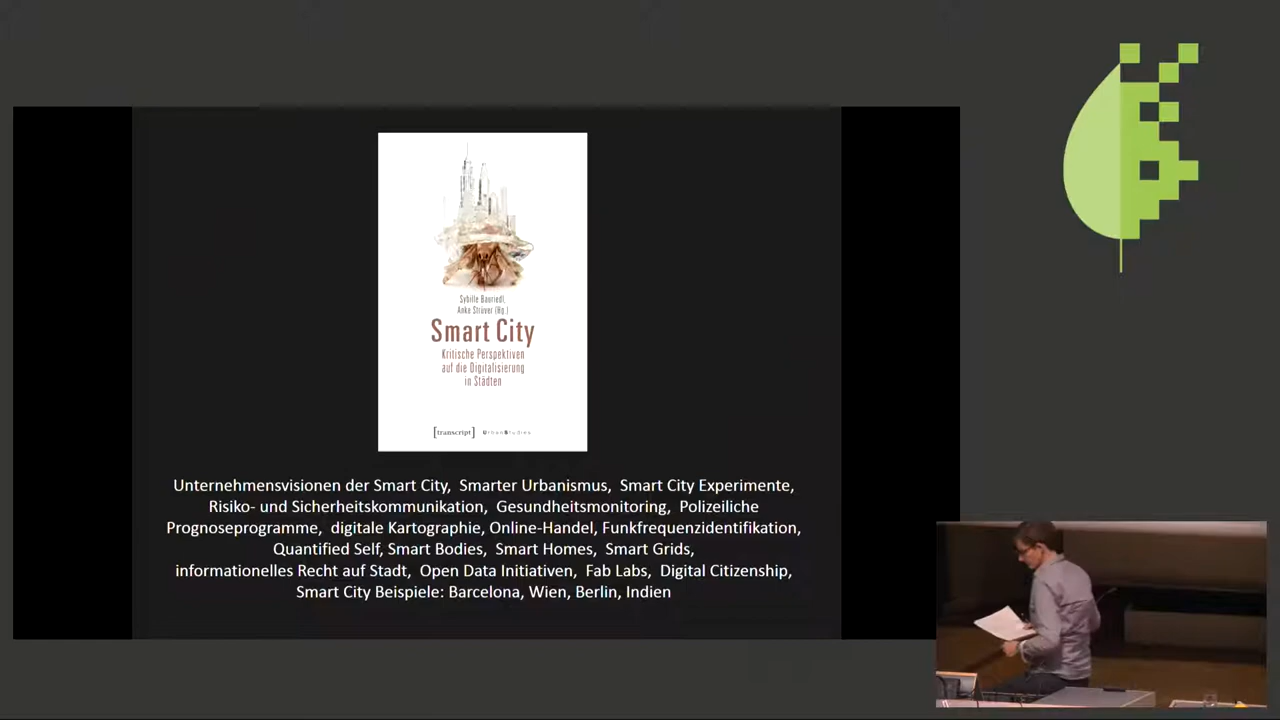 Sybille Bauriedl,
Anke Strüver (Hg.)
Smart City
Kritische Perspektiven
auf die Digitalisierung
in Städten
[transcript] UrbanStudies
Unternehmensvisionen der Smart City, Smarter Urbanismus, Smart City Experimente,
Risiko- und Sicherheitskommunikation, Gesundheitsmonitoring, Polizeiliche
Prognoseprogramme, digitale Kartographie, Online-Handel, Funkfrequenzidentifikation,
Quantified Self, Smart Bodies, Smart Homes, Smart Grids,
informationelles Recht auf Stadt, Open Data Initiativen, Fab Labs, Digital Citizenship,
Smart City Beispiele: Barcelona, Wien, Berlin, Indien